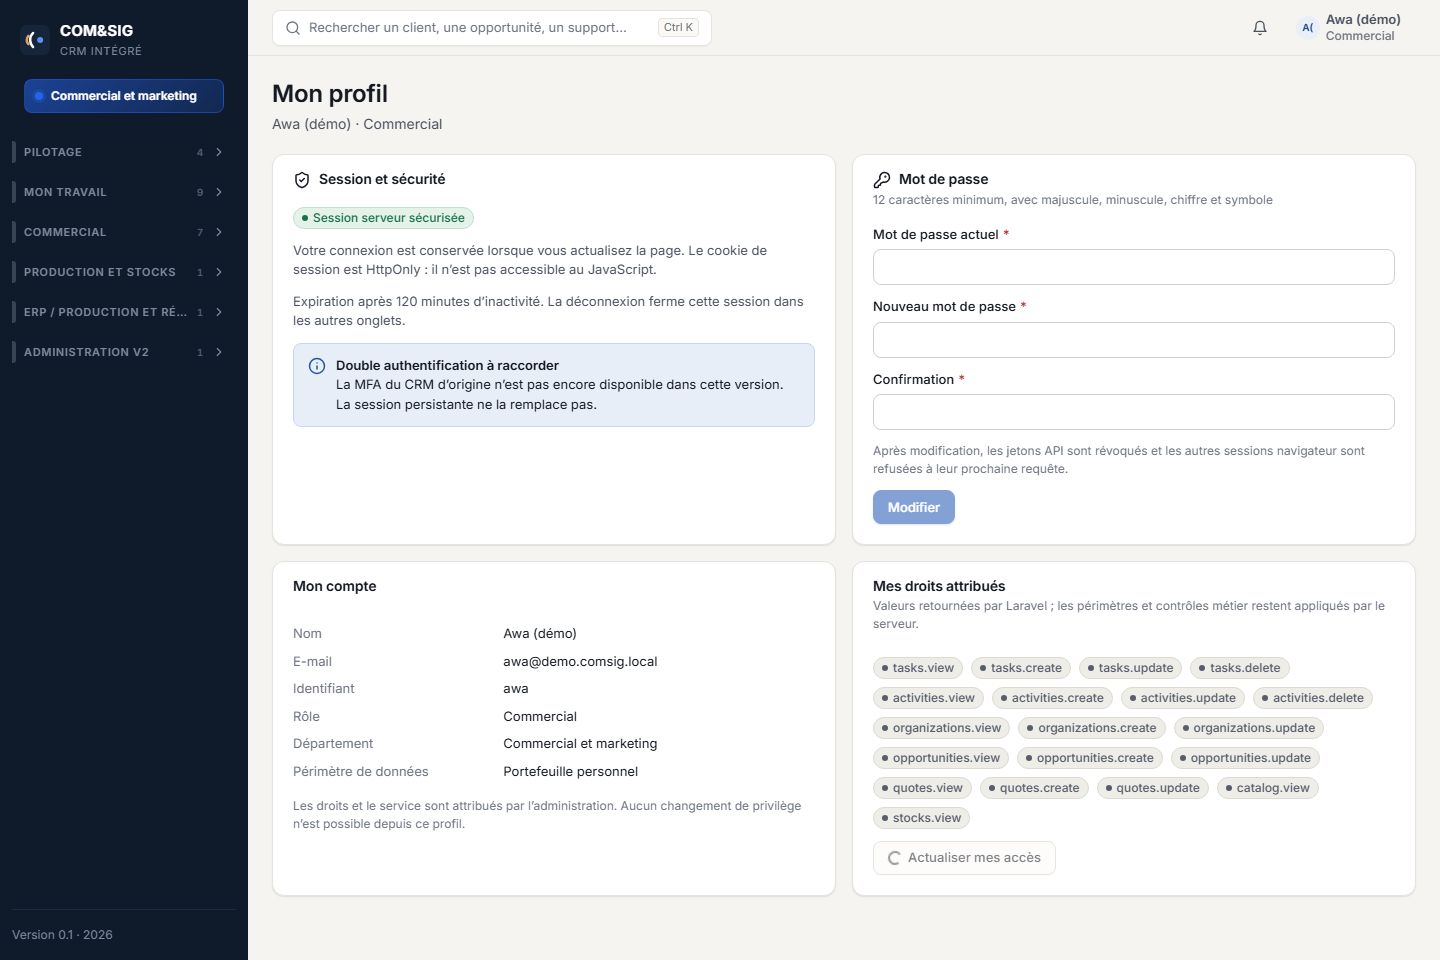 COM&SIG
CRM INTÉGRÉ
Commercial et marketing
PILOTAGE 4
MON TRAVAIL 9
COMMERCIAL 7
PRODUCTION ET STOCKS 1
ERP / PRODUCTION ET RÉ... 1
ADMINISTRATION V2 1
Version 0.1 · 2026
Rechercher un client, une opportunité, un support... Ctrl K
A( Awa (démo)
Commercial
Mon profil
Awa (démo) · Commercial
Session et sécurité
Session serveur sécurisée
Votre connexion est conservée lorsque vous actualisez la page. Le cookie de
session est HttpOnly : il n’est pas accessible au JavaScript.
Expiration après 120 minutes d’inactivité. La déconnexion ferme cette session dans
les autres onglets.
Double authentification à raccorder
La MFA du CRM d’origine n’est pas encore disponible dans cette version.
La session persistante ne la remplace pas.
Mot de passe
12 caractères minimum, avec majuscule, minuscule, chiffre et symbole
Mot de passe actuel *
Nouveau mot de passe *
Confirmation *
Après modification, les jetons API sont révoqués et les autres sessions navigateur sont
refusées à leur prochaine requête.
Modifier
Mon compte
Nom Awa (démo)
E-mail awa@demo.comsig.local
Identifiant awa
Rôle Commercial
Département Commercial et marketing
Périmètre de données Portefeuille personnel
Les droits et le service sont attribués par l’administration. Aucun changement de privilège
n’est possible depuis ce profil.
Mes droits attribués
Valeurs retournées par Laravel ; les périmètres et contrôles métier restent appliqués par le
serveur.
tasks.view tasks.create tasks.update tasks.delete
activities.view activities.create activities.update activities.delete
organizations.view organizations.create organizations.update
opportunities.view opportunities.create opportunities.update
quotes.view quotes.create quotes.update catalog.view
stocks.view
Actualiser mes accès